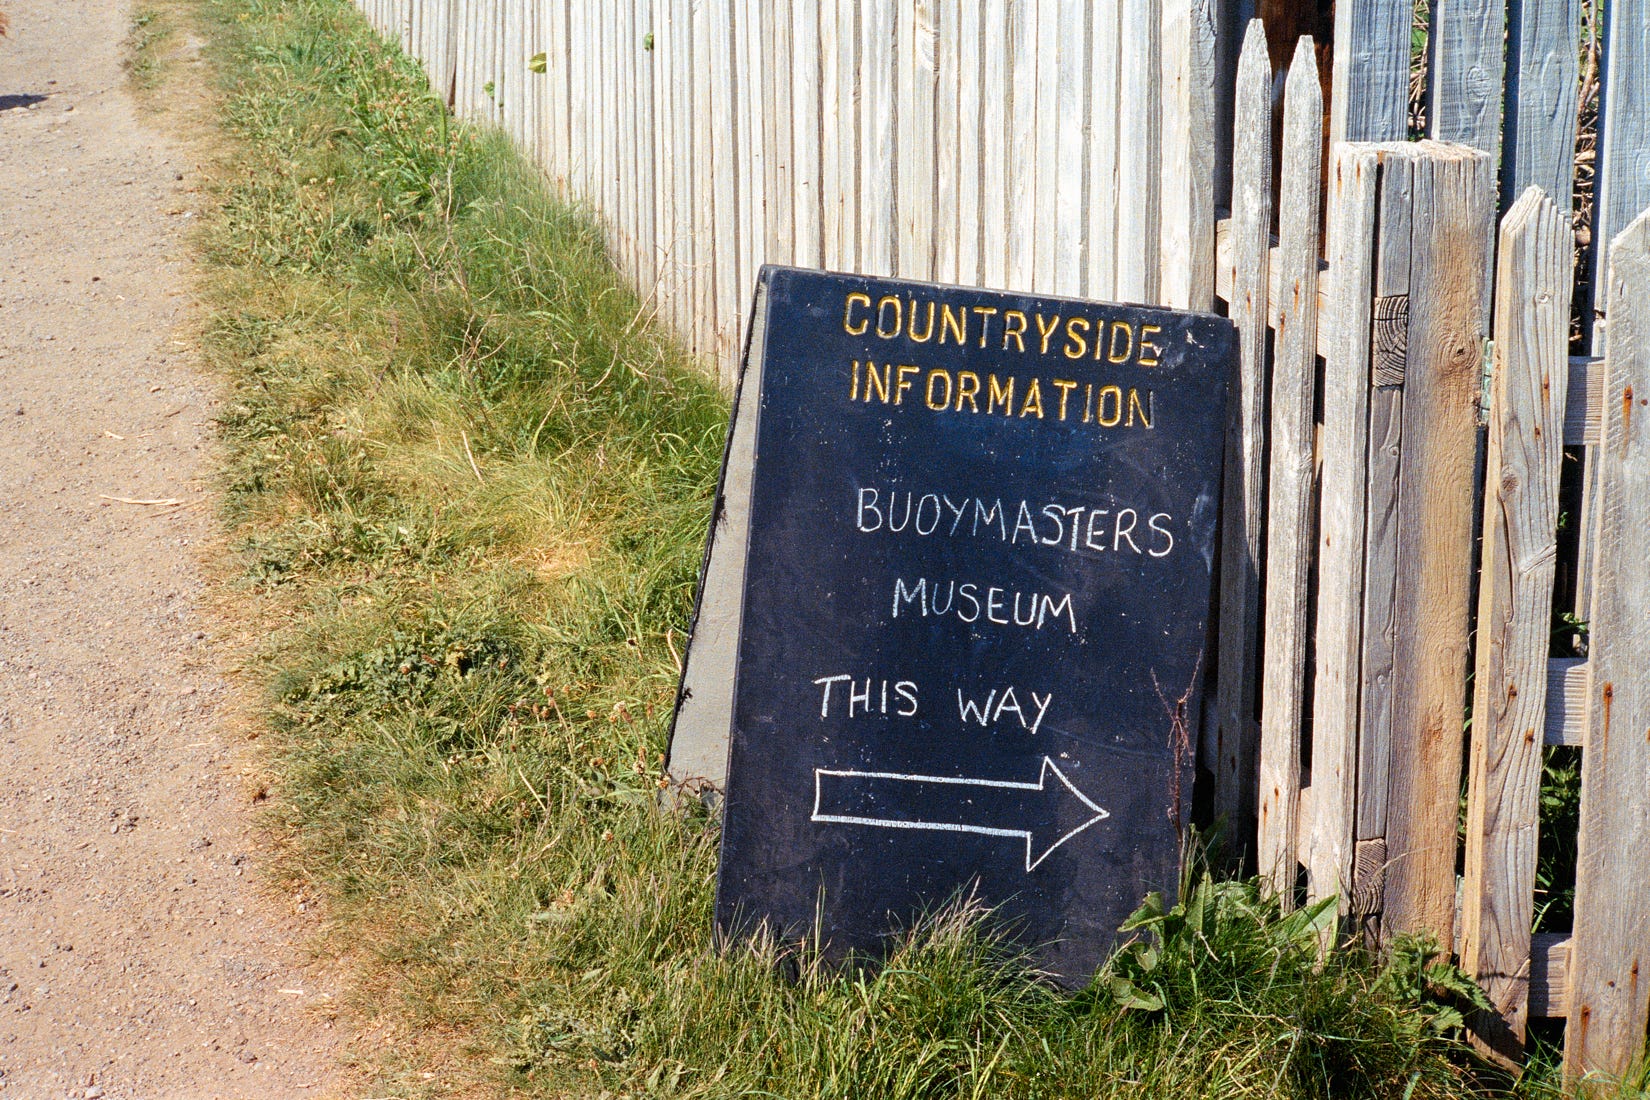 COUNTRYSIDE
INFORMATION
BUOYMASTERS
MUSEUM
THIS WAY